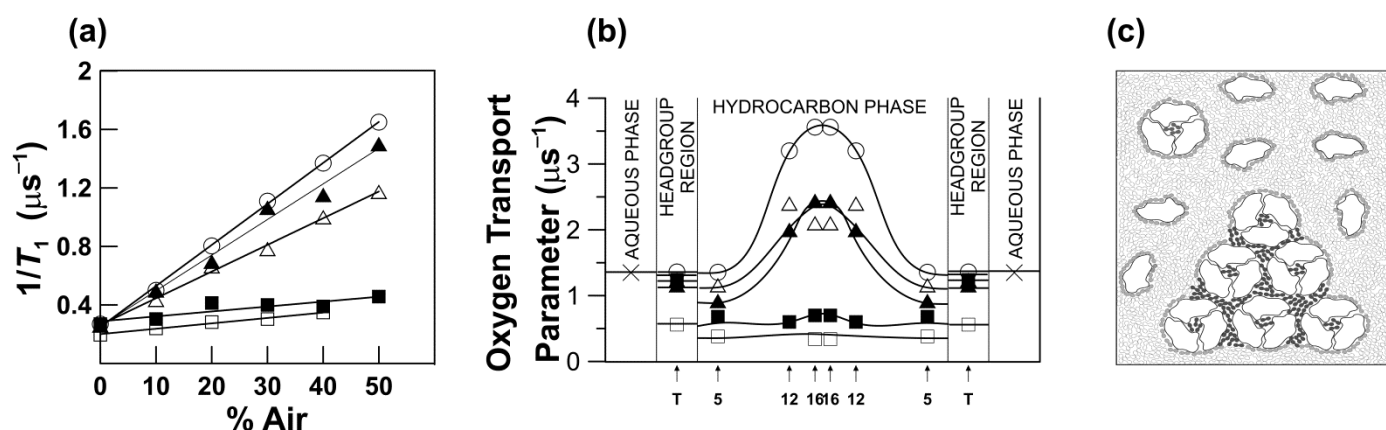 (a)
2
1.6
1.2
0.8
0.4
1/T₁ (μs⁻¹)
0
10
20
30
40
50
% Air
(b)
Oxygen Transport
Parameter (μs⁻¹)
4
3
2
1
0
AQUEOUS PHASE
HEADGROUP
REGION
HYDROCARBON PHASE
HEADGROUP
REGION
AQUEOUS PHASE
T
5
12
16
16
12
5
T
(c)